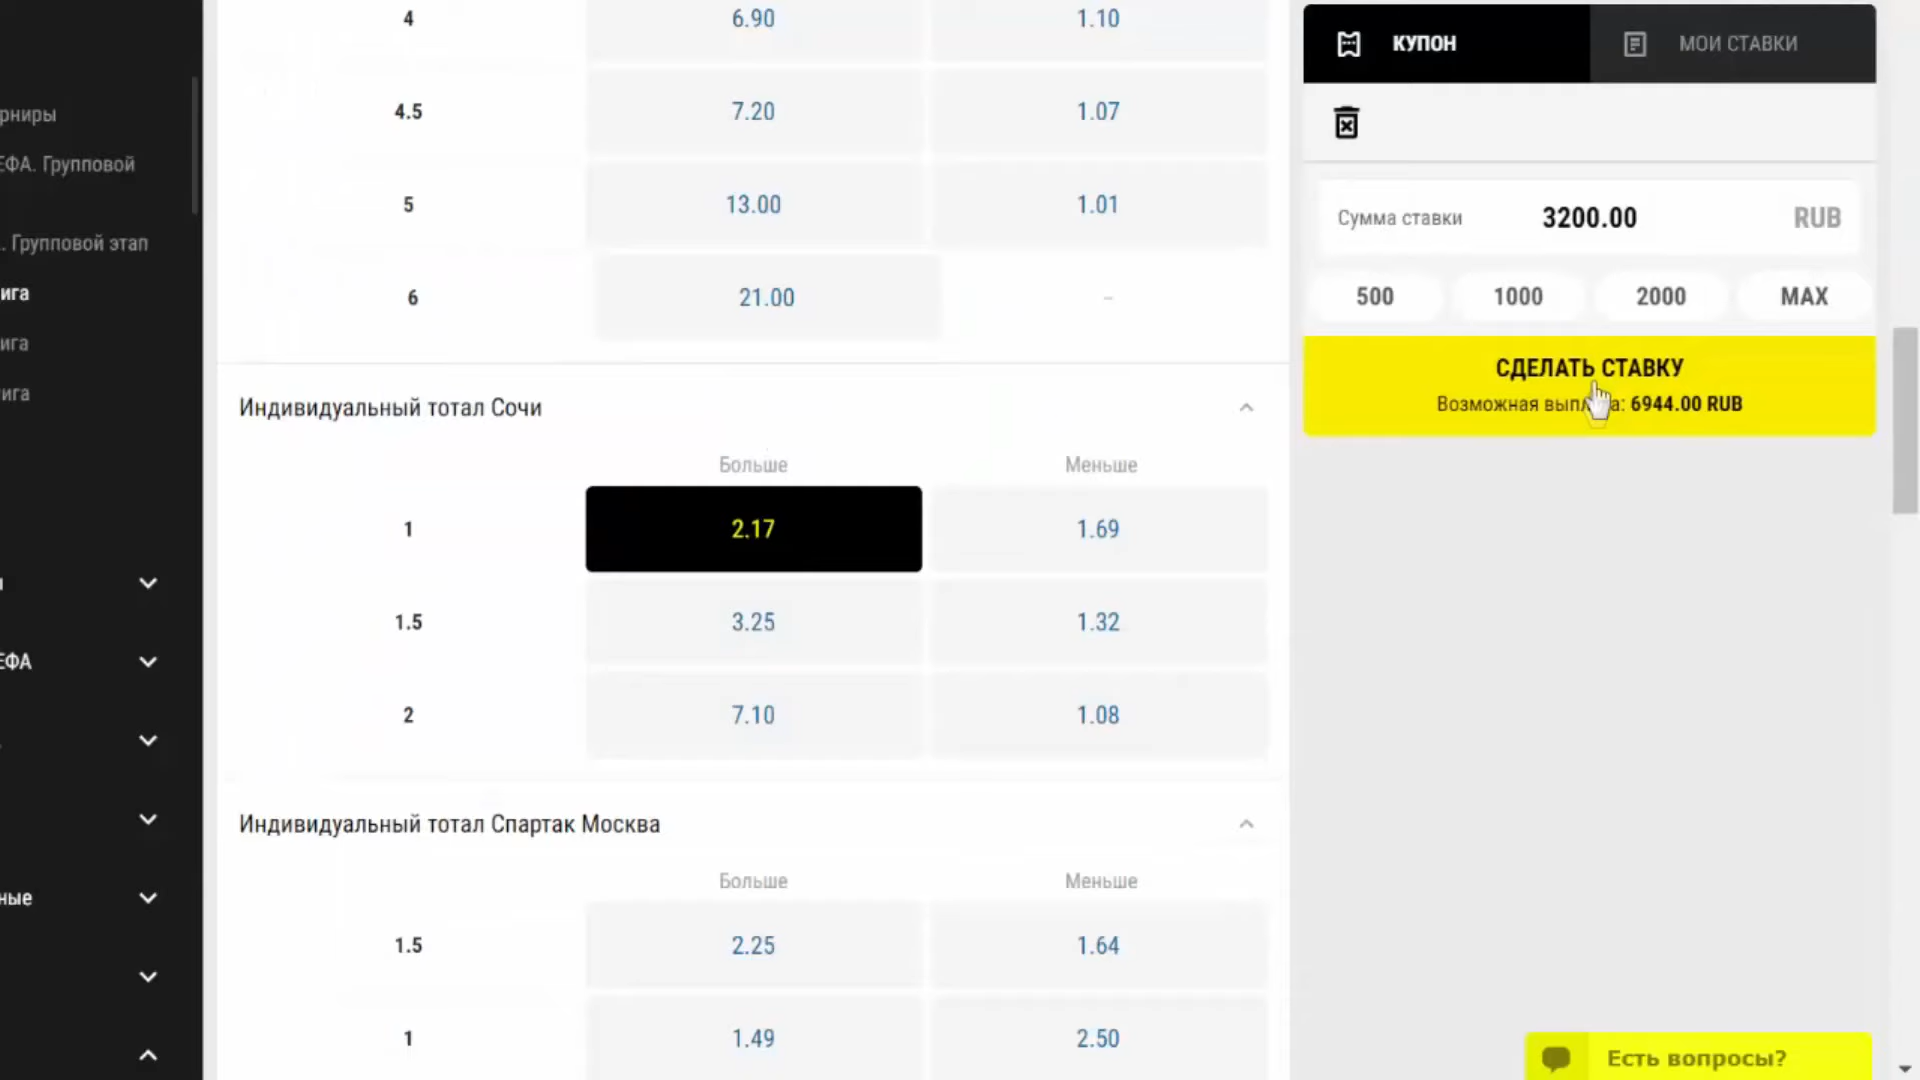 рниры
ЕФА. Групповой
. Групповой этап
ига
ига
ига
ЕФА
ные
4 6.90 1.10
4.5 7.20 1.07
5 13.00 1.01
6 21.00 -
Индивидуальный тотал Сочи
Больше Меньше
1 2.17 1.69
1.5 3.25 1.32
2 7.10 1.08
Индивидуальный тотал Спартак Москва
Больше Меньше
1.5 2.25 1.64
1 1.49 2.50
КУПОН МОИ СТАВКИ
Сумма ставки 3200.00 RUB
500 1000 2000 MAX
СДЕЛАТЬ СТАВКУ
Возможная выплата: 6944.00 RUB
Есть вопросы?